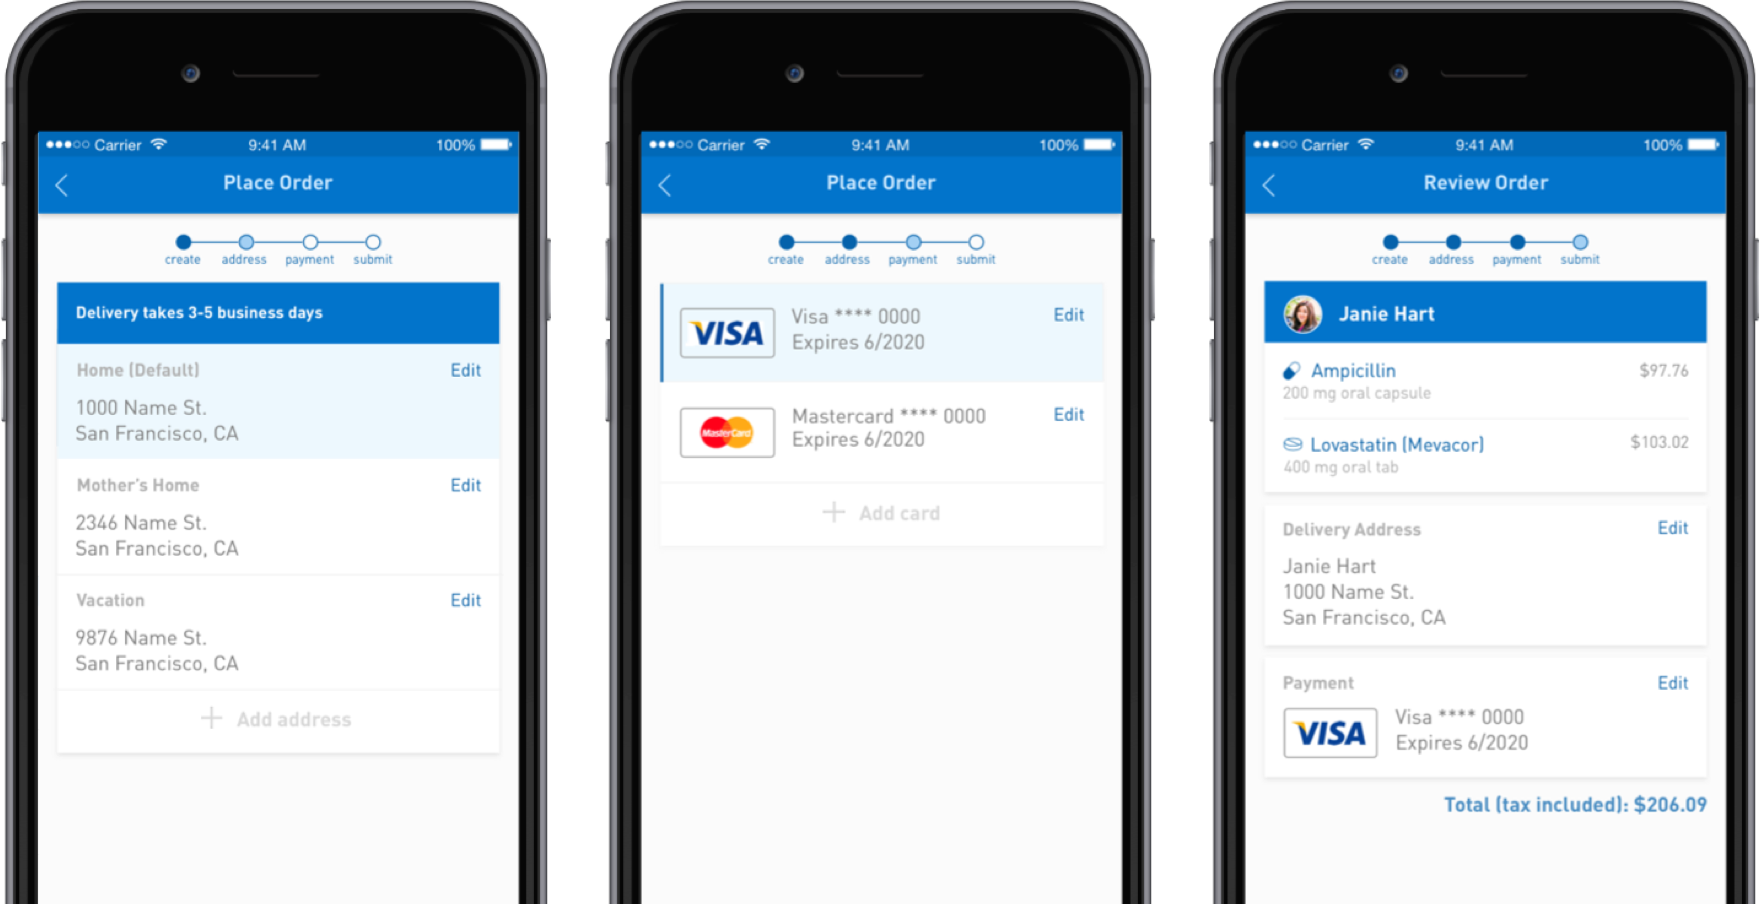 Carrier 9:41 AM 100%
Place Order
create address payment submit
Delivery takes 3-5 business days
Home (Default) Edit
1000 Name St.
San Francisco, CA
Mother's Home Edit
2346 Name St.
San Francisco, CA
Vacation Edit
9876 Name St.
San Francisco, CA
+ Add address
Carrier 9:41 AM 100%
Place Order
create address payment submit
VISA
Visa **** 0000 Edit
Expires 6/2020
MasterCard
Mastercard **** 0000 Edit
Expires 6/2020
+ Add card
Carrier 9:41 AM 100%
Review Order
create address payment submit
Janie Hart
Ampicillin $97.76
200 mg oral capsule
Lovastatin (Mevacor) $103.02
400 mg oral tab
Delivery Address Edit
Janie Hart
1000 Name St.
San Francisco, CA
Payment Edit
VISA
Visa **** 0000
Expires 6/2020
Total (tax included): $206.09